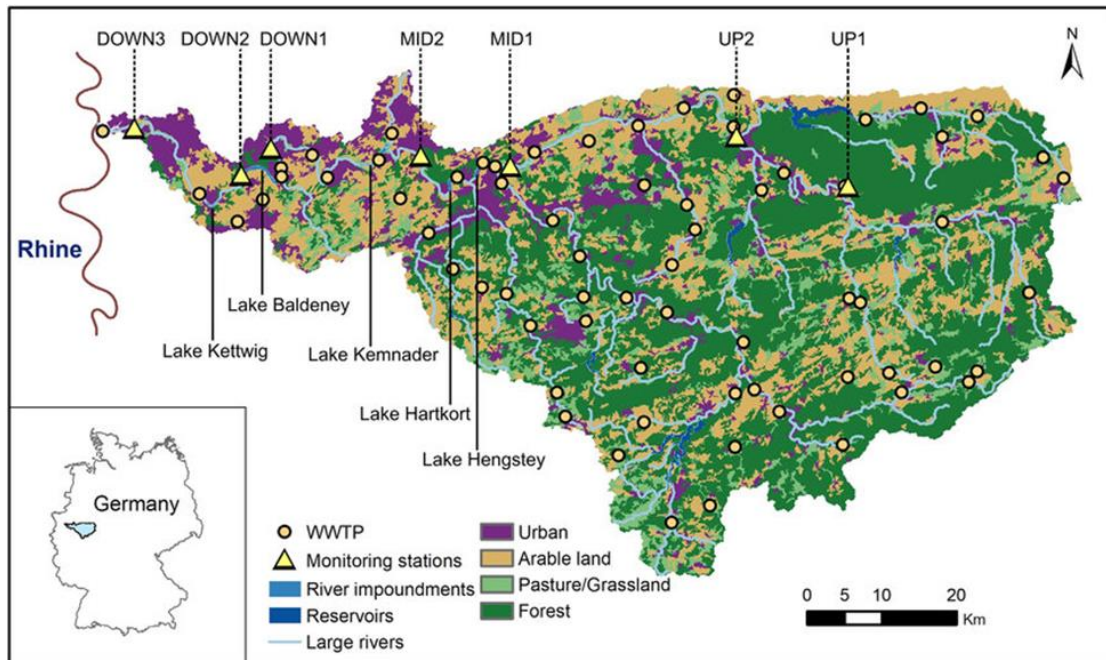 DOWN3
DOWN2
DOWN1
MID2
MID1
UP2
UP1
N
Rhine
Lake Baldeney
Lake Kettwig
Lake Kemnader
Lake Hartkort
Lake Hengstey
Germany
WWTP
Monitoring stations
River impoundments
Reservoirs
Large rivers
Urban
Arable land
Pasture/Grassland
Forest
0 5 10 20
Km